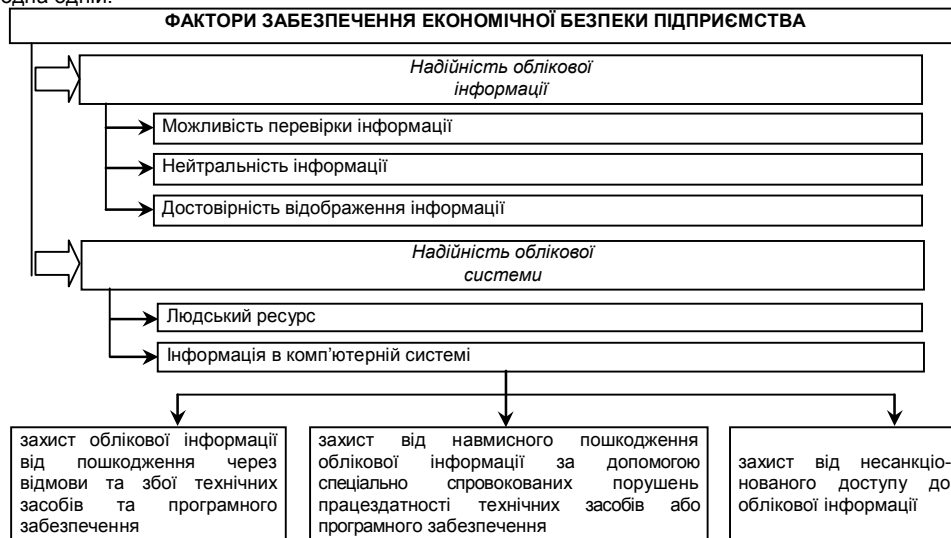 одна одній.
ФАКТОРИ ЗАБЕЗПЕЧЕННЯ ЕКОНОМІЧНОЇ БЕЗПЕКИ ПІДПРИЄМСТВА
Надійність облікової
інформації
Можливість перевірки інформації
Нейтральність інформації
Достовірність відображення інформації
Надійність облікової
системи
Людський ресурс
Інформація в комп’ютерній системі
захист облікової інформації
від пошкодження через
відмови та збої технічних
засобів та програмного
забезпечення
захист від навмисного пошкодження
облікової інформації за допомогою
спеціально спровокованих порушень
працездатності технічних засобів або
програмного забезпечення
захист від несанкціо-
нованого доступу до
облікової інформації